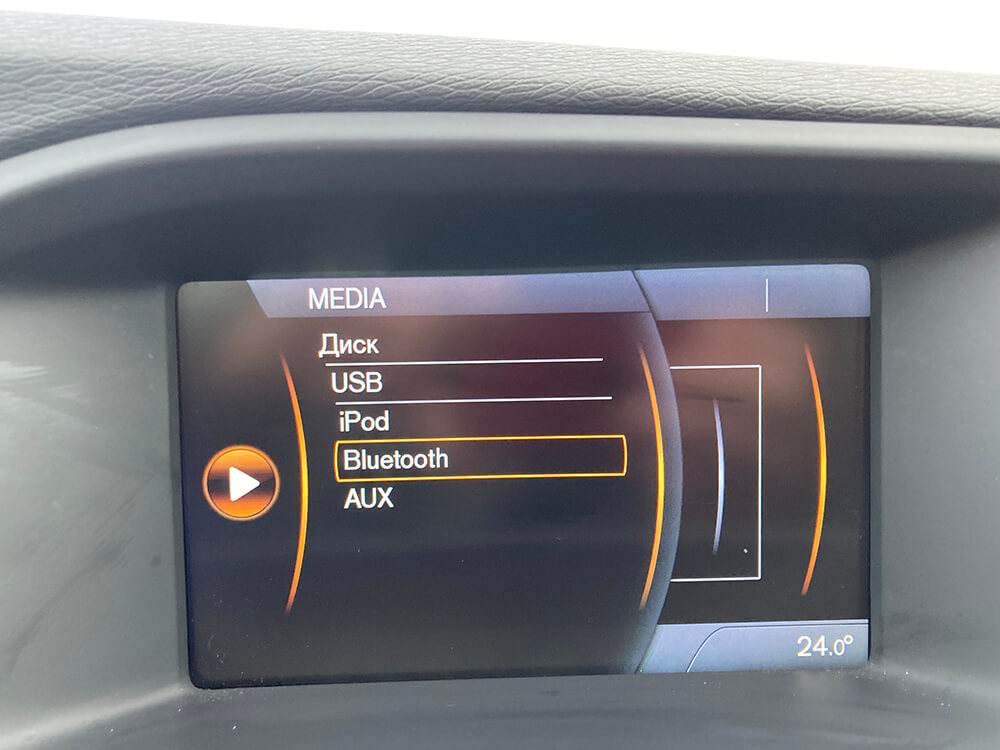 MEDIA
Диск
USB
iPod
Bluetooth
AUX
24.0°